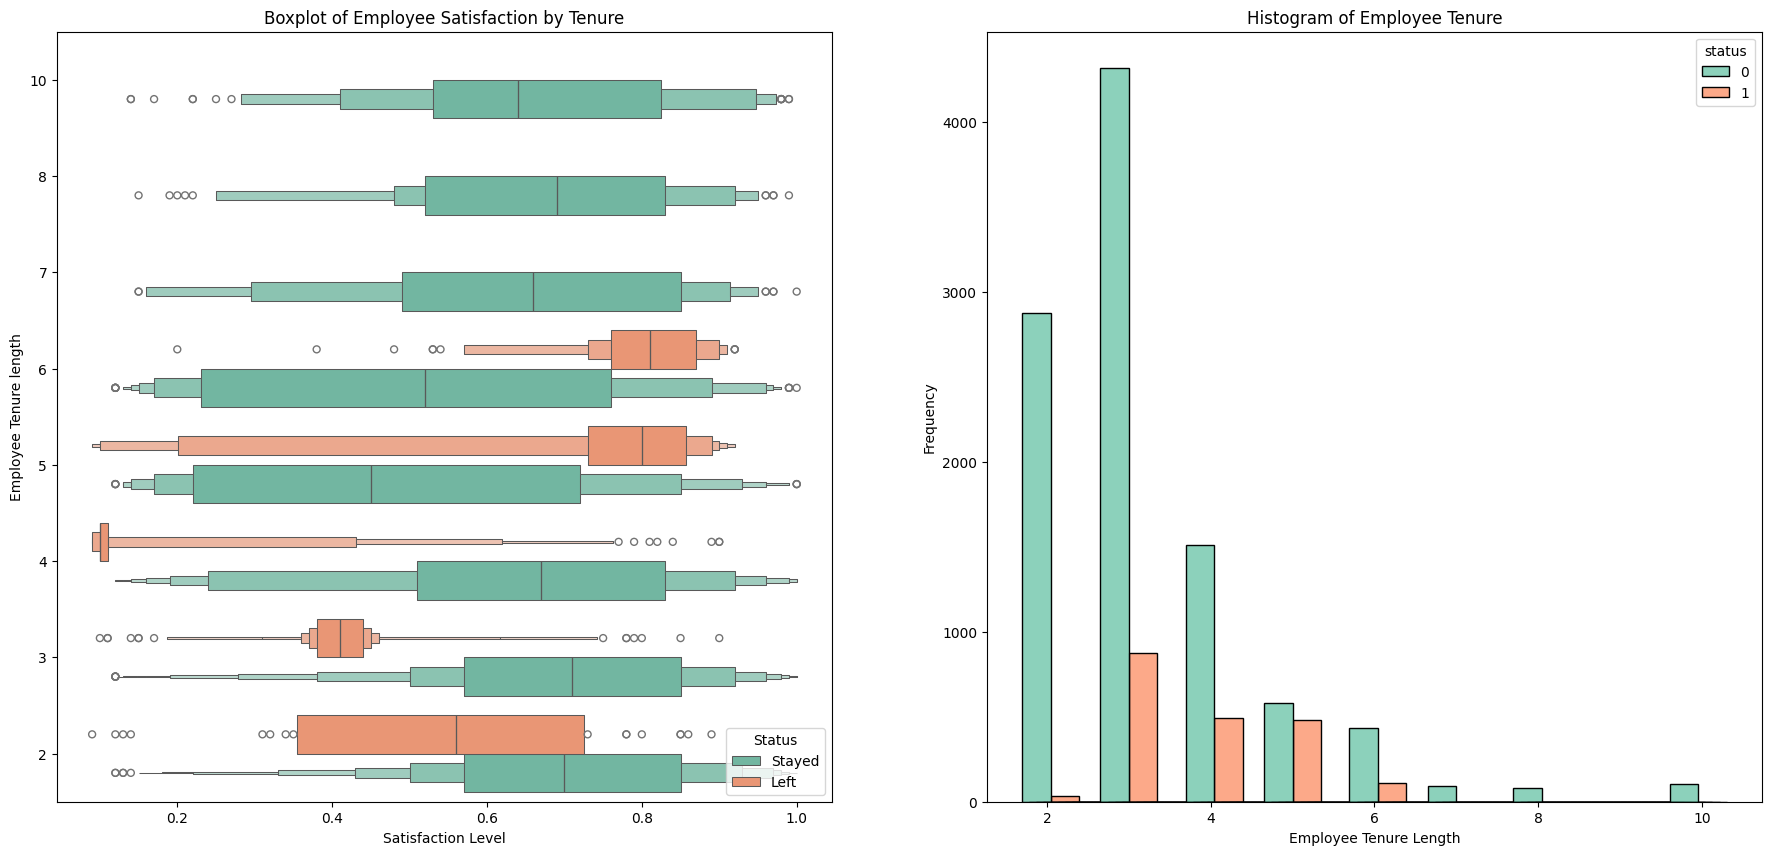 Boxplot of Employee Satisfaction by Tenure
Employee Tenure length
10
8
7
6
5
4
3
2
Status
Stayed
Left
0.2
0.4
0.6
0.8
1.0
Satisfaction Level
Histogram of Employee Tenure
status
0
1
Frequency
4000
3000
2000
1000
0
2
4
6
8
10
Employee Tenure Length